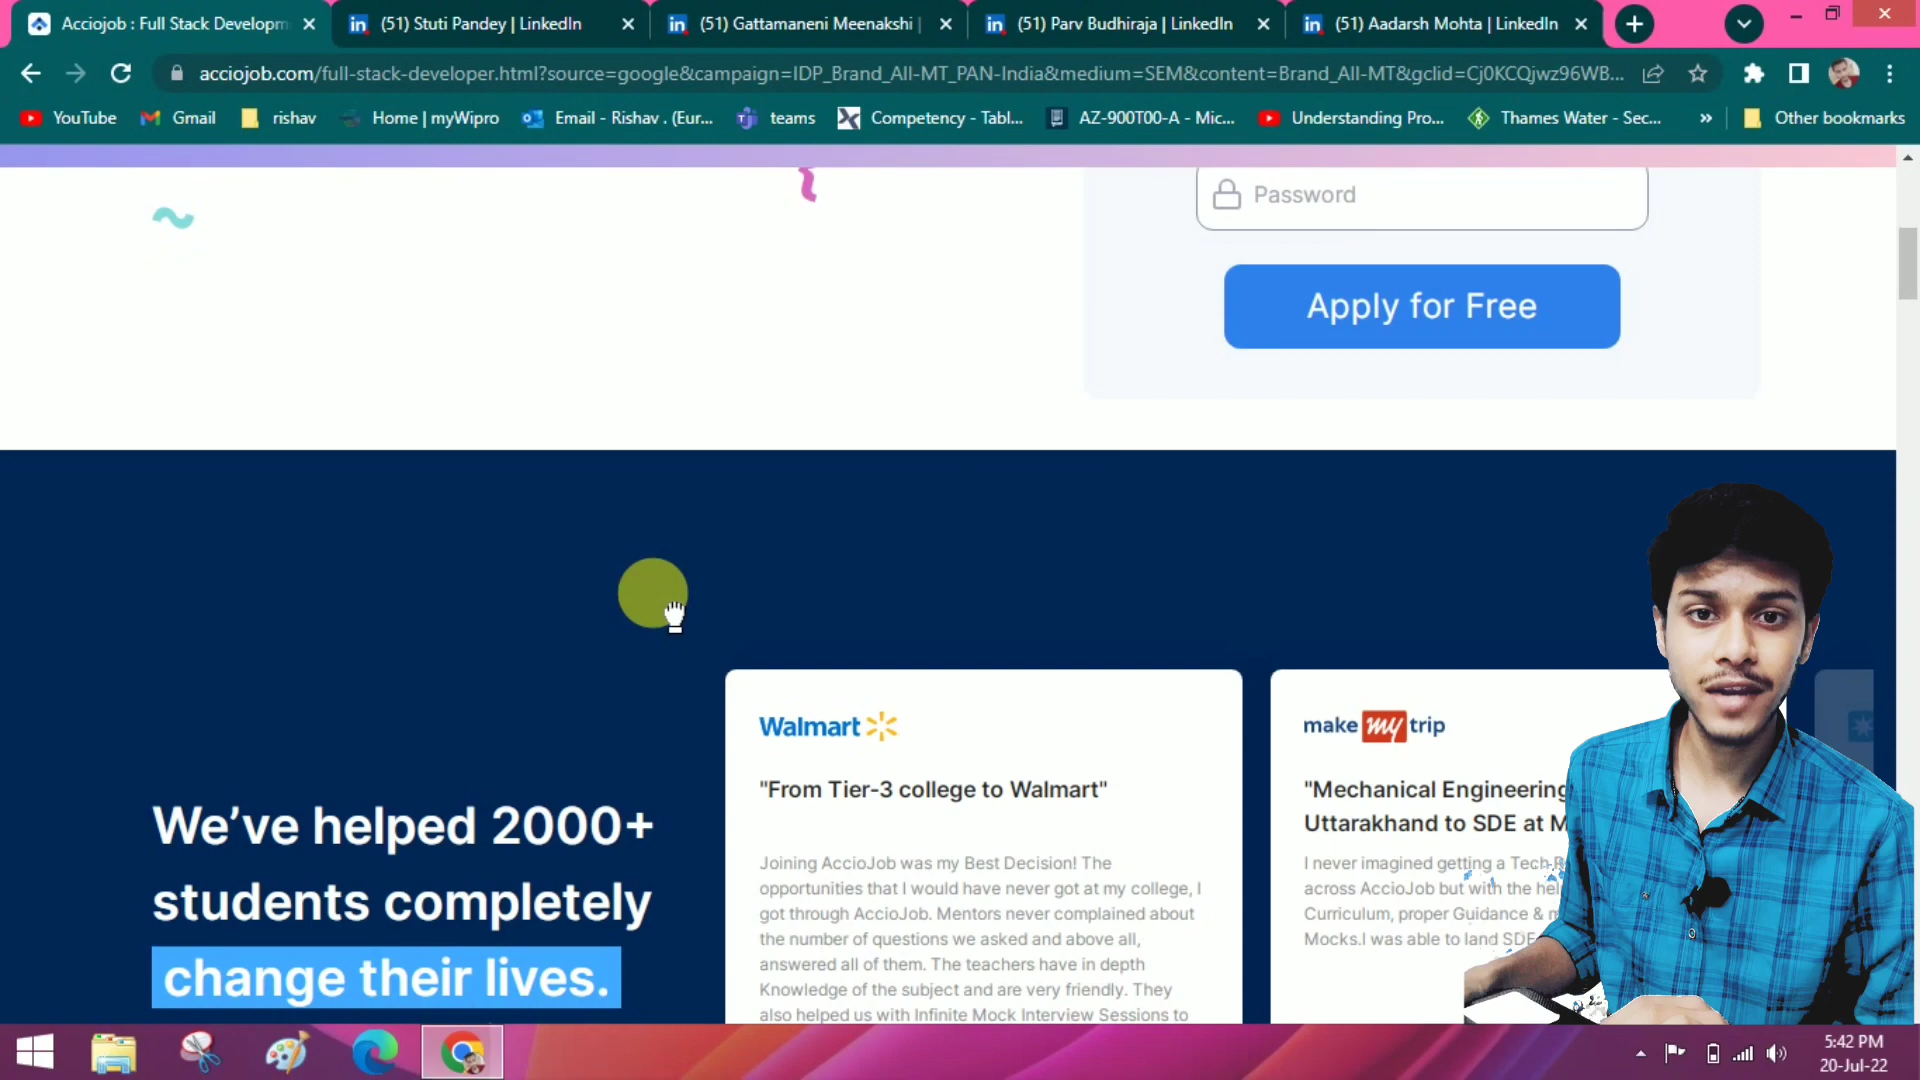 Acciojob : Full Stack Developm
(51) Stuti Pandey | LinkedIn
(51) Gattamaneni Meenakshi |
(51) Parv Budhiraja | LinkedIn
(51) Aadarsh Mohta | LinkedIn
acciojob.com/full-stack-developer.html?source=google&campaign=IDP_Brand_All-MT_PAN-India&medium=SEM&content=Brand_All-MT&gclid=Cj0KCQjwz96WB...
YouTube
Gmail
rishav
Home | myWipro
Email - Rishav . (Eur...
teams
Competency - Tabl...
AZ-900T00-A - Mic...
Understanding Pro...
Thames Water - Sec...
Other bookmarks
Password
Apply for Free
We've helped 2000+
students completely
change their lives.
Walmart
"From Tier-3 college to Walmart"
Joining AccioJob was my Best Decision! The
opportunities that I would have never got at my college, I
got through AccioJob. Mentors never complained about
the number of questions we asked and above all,
answered all of them. The teachers have in depth
Knowledge of the subject and are very friendly. They
also helped us with Infinite Mock Interview Sessions to
make my trip
"Mechanical Engineering
Uttarakhand to SDE at M
I never imagined getting a Tech
across AccioJob but with the hel
Curriculum, proper Guidance &
Mocks.I was able to land SDE
5:42 PM
20-Jul-22